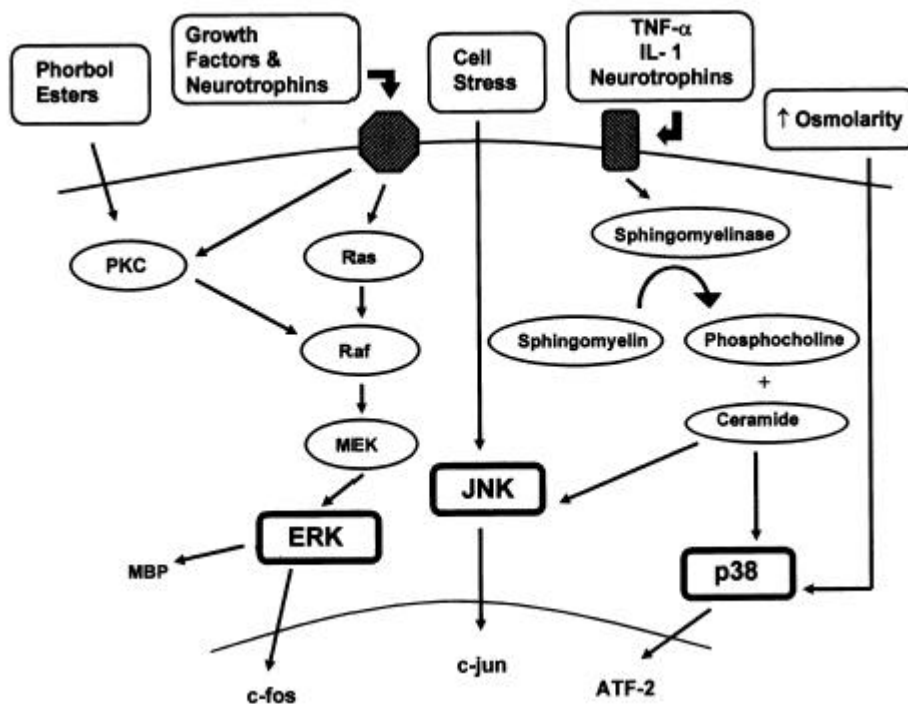 Phorbol
Esters
Growth
Factors &
Neurotrophins
Cell
Stress
TNF-α
IL- 1
Neurotrophins
↑ Osmolarity
PKC
Ras
Sphingomyelinase
Raf
Sphingomyelin
Phosphocholine
+
MEK
Ceramide
JNK
ERK
MBP
p38
c-fos
c-jun
ATF-2